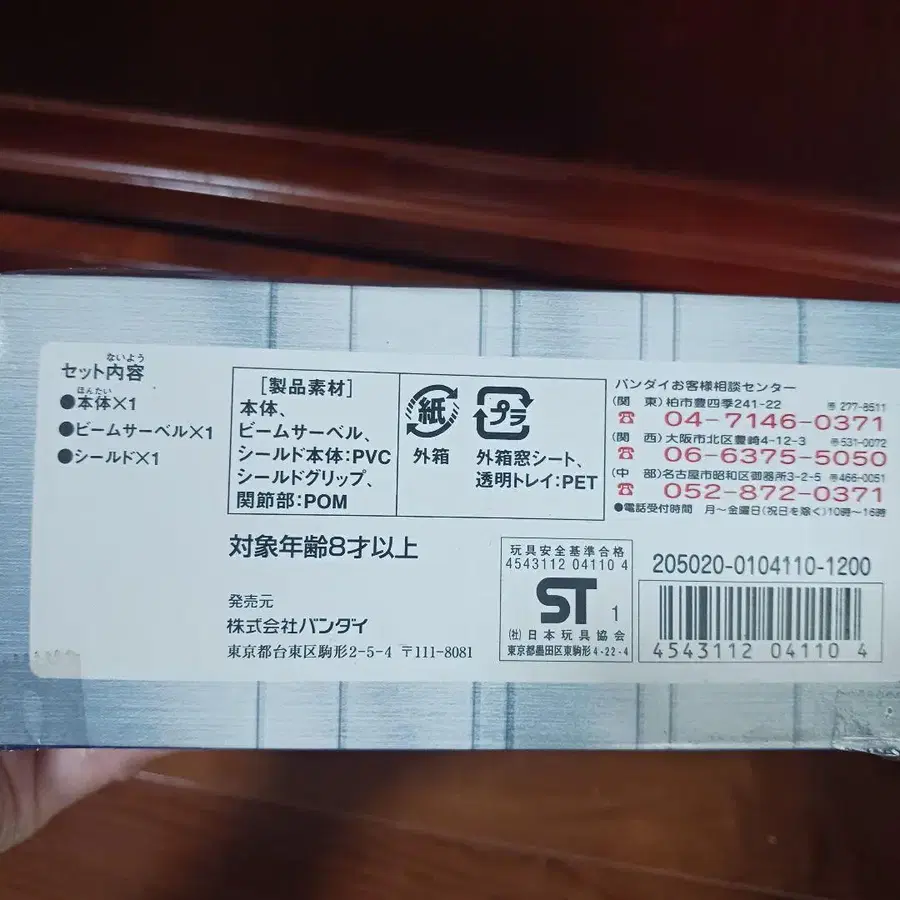 ないよう
セット内容
ほんたい
●本体×1
●ビームサーベル×1
●シールド×1
[製品素材]
本体、
ビームサーベル、
シールド本体:PVC
シールドグリップ、
関節部:POM
紙
外箱
プラ
外箱窓シート、
透明トレイ:PET
バンダイお客様相談センター
(関 東)柏市豊四季241-22 〒277-8511
☎ 04-7146-0371
(関 西)大阪市北区豊崎4-12-3 〒531-0072
☎ 06-6375-5050
(中 部)名古屋市昭和区御器所3-2-5 〒466-0051
☎ 052-872-0371
●電話受付時間 月〜金曜日(祝日を除く)10時〜16時
対象年齢8才以上
発売元
株式会社バンダイ
東京都台東区駒形2-5-4 〒111-8081
玩具安全基準合格
4543112 04110 4
ST 1
(社)日本玩具協会
東京都墨田区東駒形4-22-4
205020-0104110-1200
4543112 04110 4